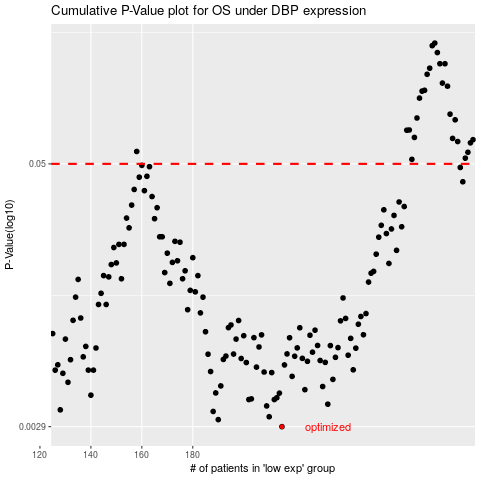 Cumulative P-Value plot for OS under DBP expression
P-Value(log10)
0.05
0.0029
optimized
120 140 160 180
# of patients in 'low exp' group